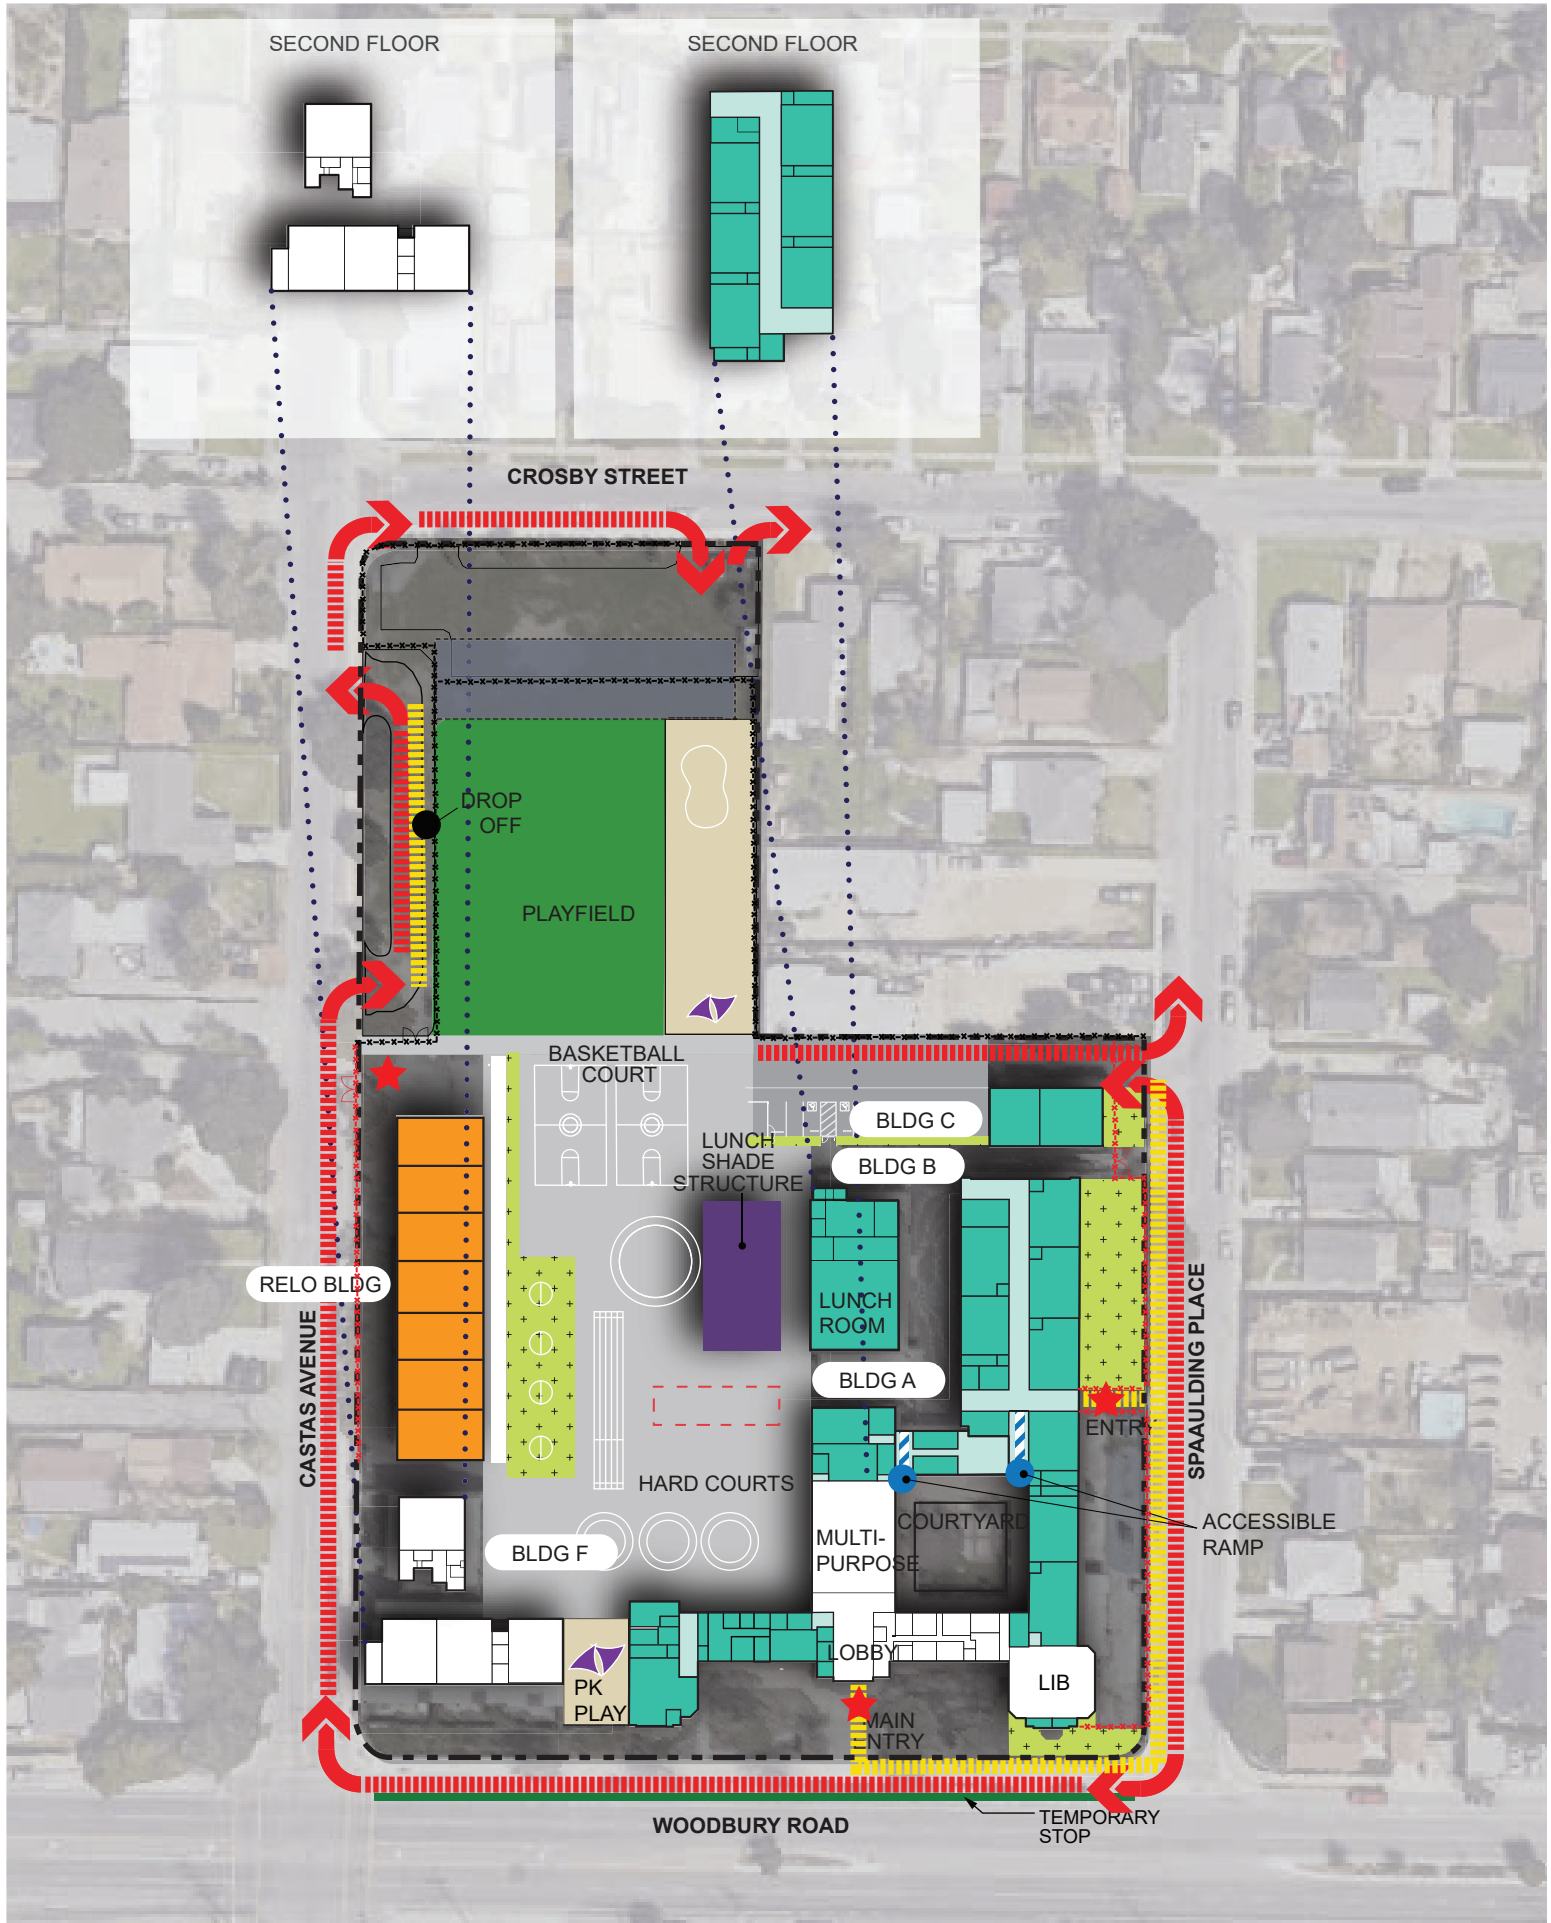 SECOND FLOOR
SECOND FLOOR
CROSBY STREET
DROP
OFF
PLAYFIELD
BASKETBALL
COURT
BLDG C
LUNCH
SHADE
STRUCTURE
BLDG B
RELO BLDG
LUNCH
ROOM
CASTAS AVENUE
SPAAULDING PLACE
BLDG A
ENTRY
HARD COURTS
COURTYARD
ACCESSIBLE
RAMP
MULTI-
PURPOSE
BLDG F
LOBBY
LIB
PK
PLAY
MAIN
ENTRY
TEMPORARY
STOP
WOODBURY ROAD